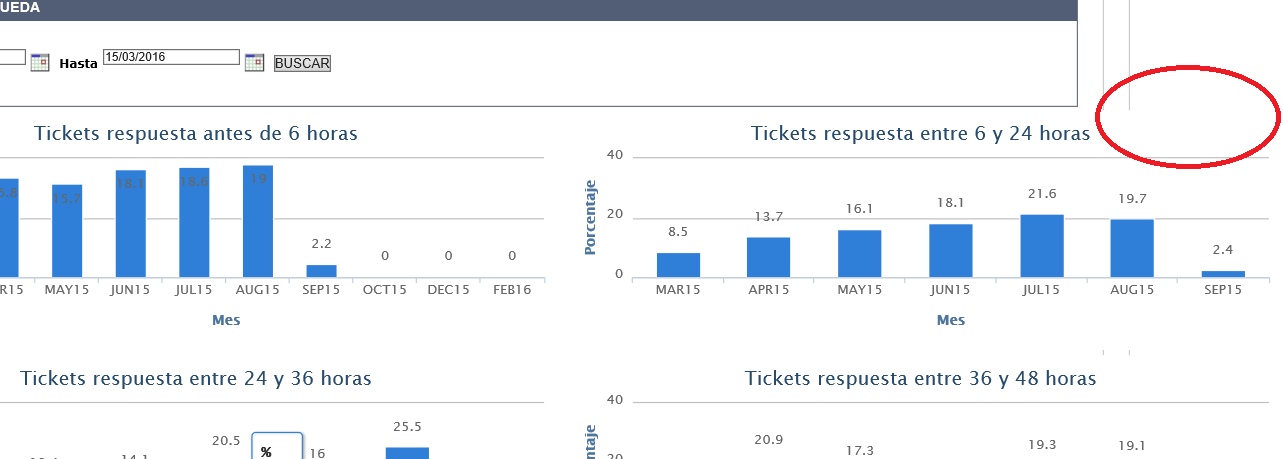 UEDA
Hasta 15/03/2016 BUSCAR
Tickets respuesta antes de 6 horas
5.8 15.7 18.1 18.6 19 2.2 0 0 0
R15 MAY15 JUN15 JUL15 AUG15 SEP15 OCT15 DEC15 FEB16
Mes
Tickets respuesta entre 6 y 24 horas
Porcentaje
40
20
0
8.5 13.7 16.1 18.1 21.6 19.7 2.4
MAR15 APR15 MAY15 JUN15 JUL15 AUG15 SEP15
Mes
Tickets respuesta entre 24 y 36 horas
20.5 % 16 25.5
Tickets respuesta entre 36 y 48 horas
ntaje
40
20.9 17.3 19.3 19.1